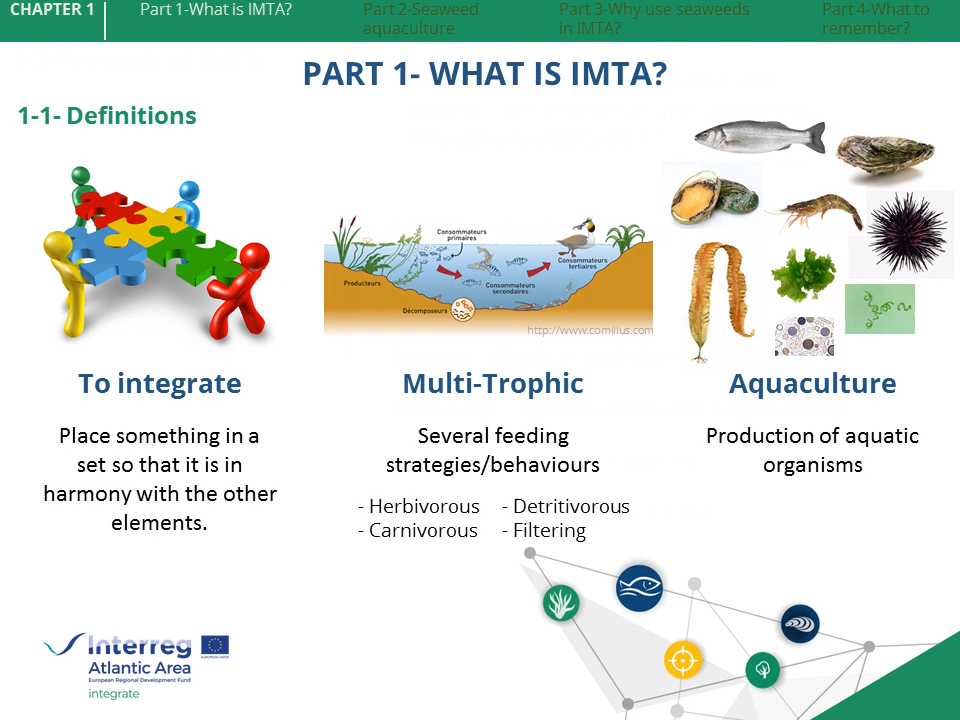 CHAPTER 1
Part 1-What is IMTA?
Part 2-Seaweed
aquaculture
Part 3-Why use seaweeds
in IMTA?
Part 4-What to
remember?
PART 1- WHAT IS IMTA?
1-1- Definitions
Consommateurs
primaires
Consommateurs
tertiaires
Producteurs
Consommateurs
secondaires
Décomposeurs
http://www.comillus.com
To integrate
Place something in a
set so that it is in
harmony with the other
elements.
Multi-Trophic
Several feeding
strategies/behaviours
- Herbivorous
- Carnivorous
- Detritivorous
- Filtering
Aquaculture
Production of aquatic
organisms
Interreg
EUROPEAN UNION
Atlantic Area
European Regional Development Fund
integrate